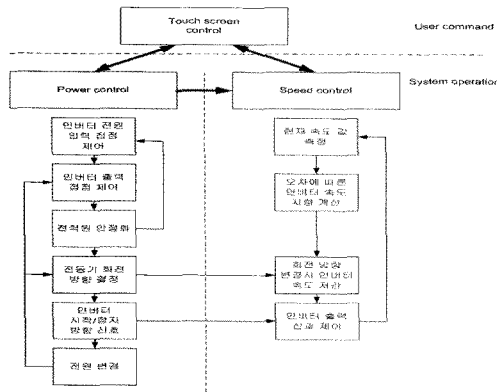 Touch screen
control
User command
System operation
Power control
Speed control
인버터 전원
입력 접점
제어
현재 속도 값
측정
인버터 출력
접점 제어
오차에 따른
인버터 속도
지령 계산
전력원 안정화
전동기 회전
방향 결정
회전 방향
변경시 인버터
속도 저감
인버터
시작/정지
방향 신호
인버터 출력
제어
전원 변경